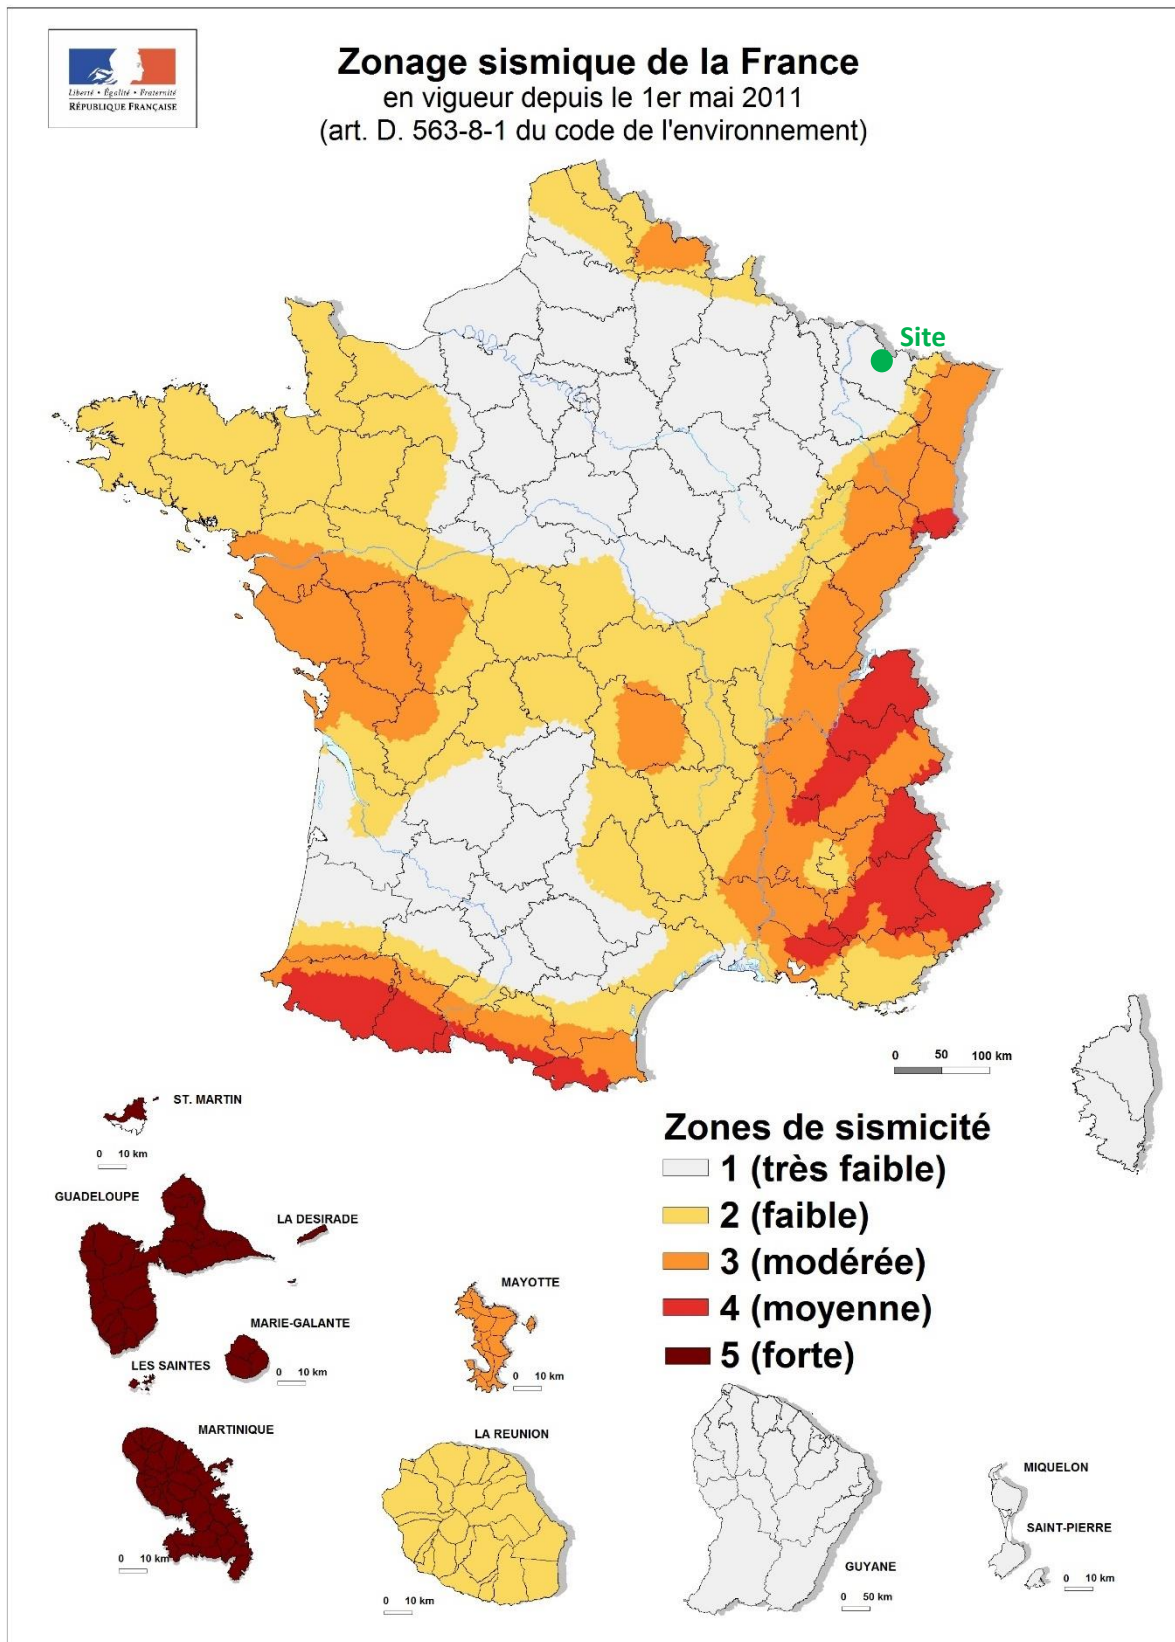 Liberté • Égalité • Fraternité
RÉPUBLIQUE FRANÇAISE
Zonage sismique de la France
en vigueur depuis le 1er mai 2011
(art. D. 563-8-1 du code de l'environnement)
Site
0 50 100 km
ST. MARTIN
0 10 km
GUADELOUPE
LA DESIRADE
MARIE-GALANTE
0 10 km
LES SAINTES
MAYOTTE
0 10 km
Zones de sismicité
1 (très faible)
2 (faible)
3 (modérée)
4 (moyenne)
5 (forte)
MARTINIQUE
0 10 km
LA REUNION
0 10 km
GUYANE
0 50 km
MIQUELON
SAINT-PIERRE
0 10 km